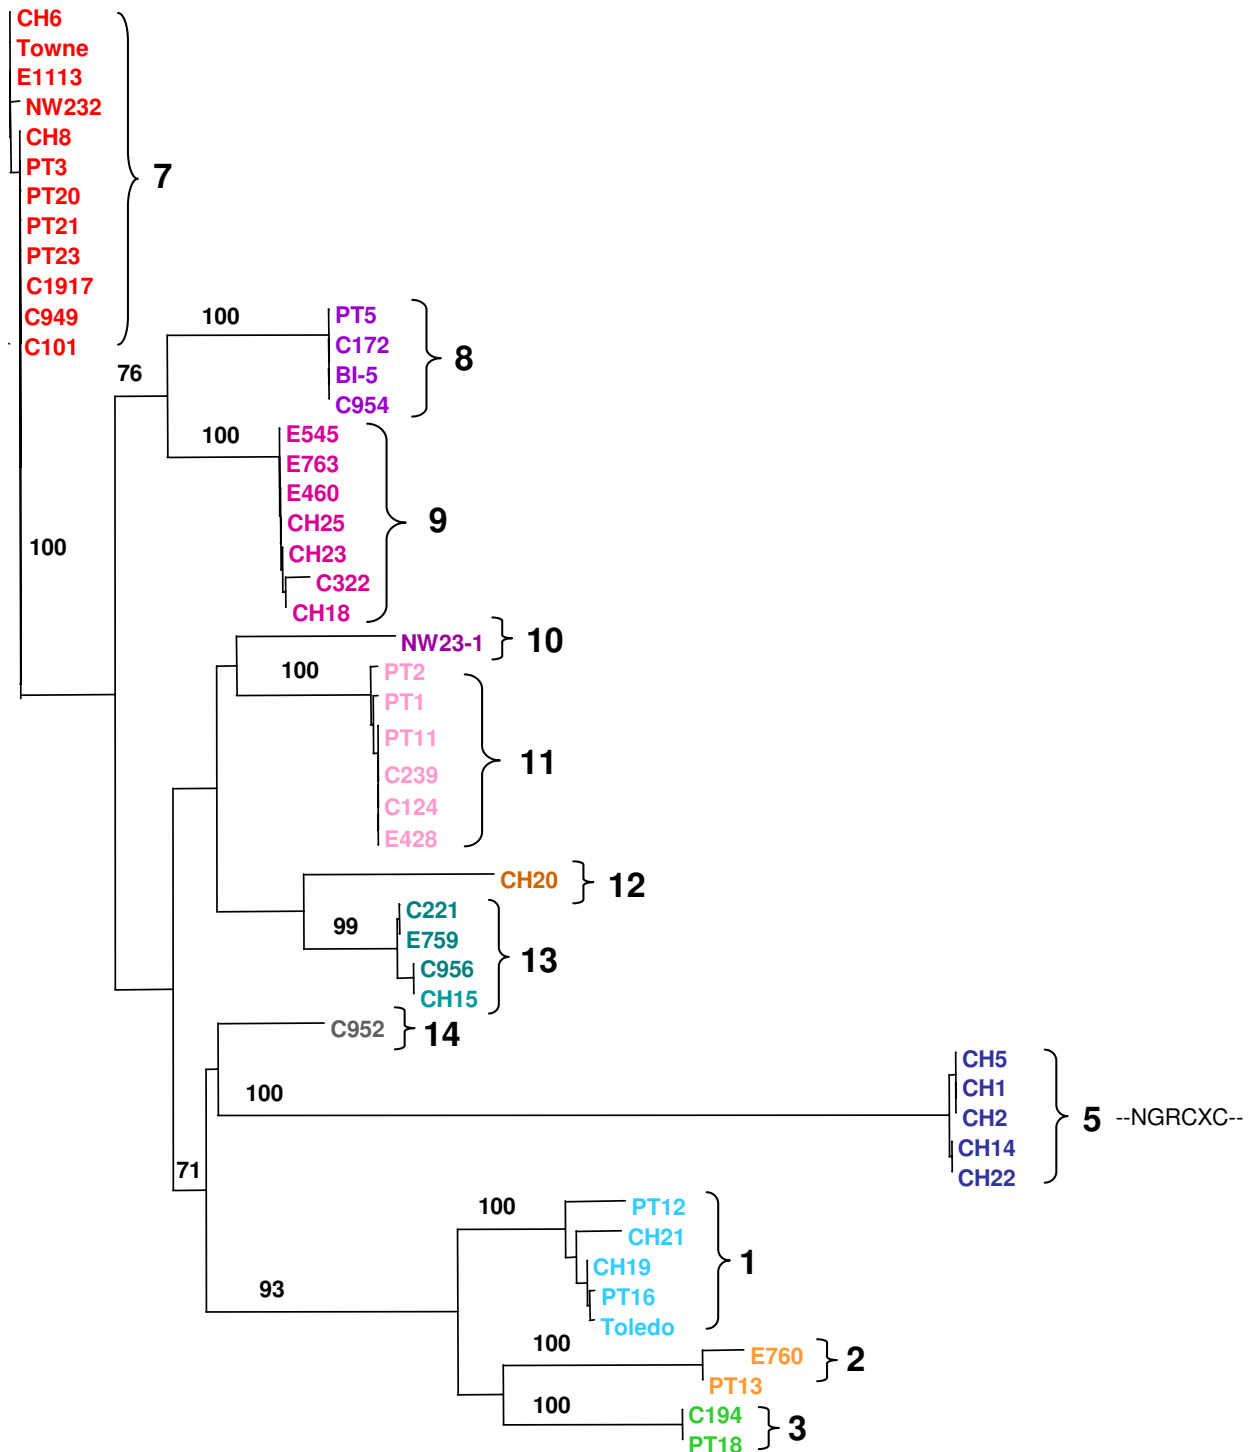 CH6
Towne
E1113
NW232
CH8
PT3
7
PT20
PT21
PT23
C1917
C949
C101
100
PT5
C172
8
BI-5
C954
76
100
E545
E763
E460
9
CH25
CH23
C322
CH18
100
NW23-1
10
100
PT2
PT1
PT11
11
C239
C124
E428
CH20
12
99
C221
E759
13
C956
CH15
C952
14
100
CH5
CH1
CH2
5 --NGRCXC--
CH14
CH22
71
100
PT12
CH21
1
CH19
PT16
Toledo
93
100
E760
2
PT13
100
C194
3
PT18